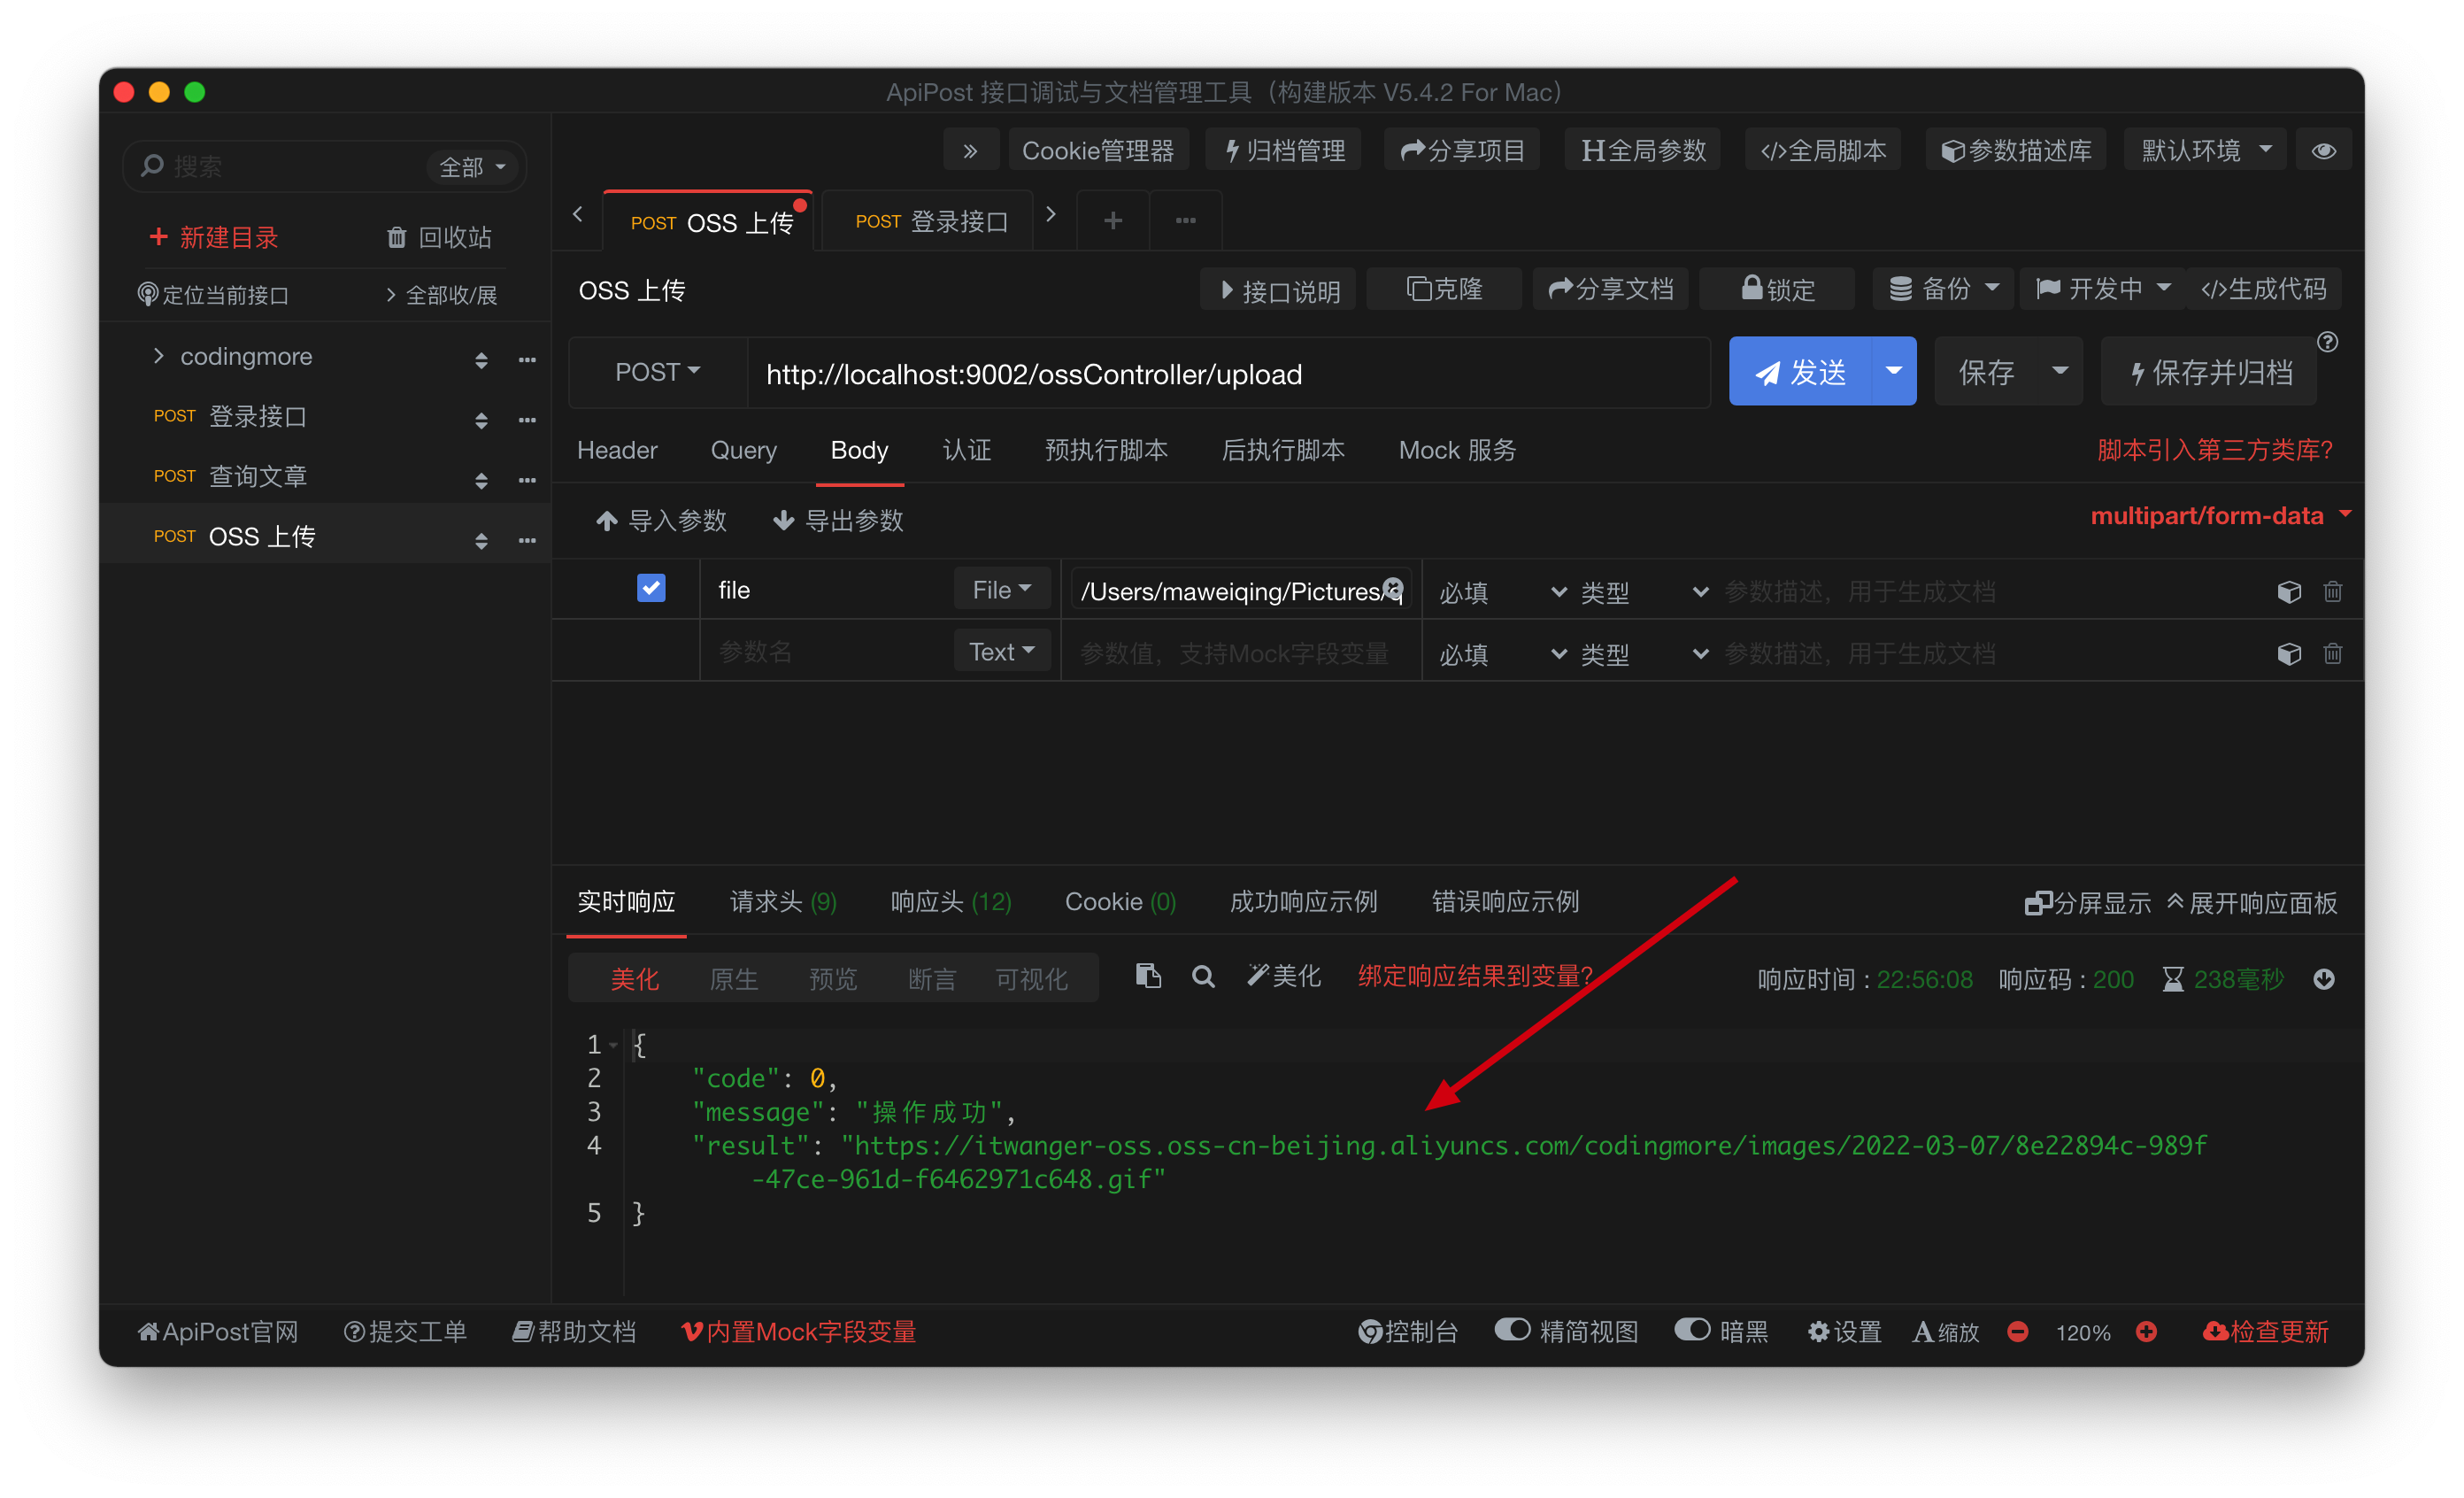 ApiPost 接口调试与文档管理工具（构建版本 V5.4.2 For Mac）
搜索 全部
Cookie管理器 归档管理 分享项目 全局参数 </>全局脚本 参数描述库 默认环境
+ 新建目录 回收站
POST OSS 上传 POST 登录接口
定位当前接口 全部收/展
OSS 上传 接口说明 克隆 分享文档 锁定 备份 开发中 </>生成代码
codingmore
POST 登录接口
POST 查询文章
POST OSS 上传
POST http://localhost:9002/ossController/upload 发送 保存 保存并归档
Header Query Body 认证 预执行脚本 后执行脚本 Mock 服务 脚本引入第三方类库?
导入参数 导出参数 multipart/form-data
file File /Users/maweiqing/Pictures/q 必填 类型 参数描述，用于生成文档
参数名 Text 参数值，支持Mock字段变量 必填 类型 参数描述，用于生成文档
实时响应 请求头 (9) 响应头 (12) Cookie (0) 成功响应示例 错误响应示例 分屏显示 展开响应面板
美化 原生 预览 断言 可视化 美化 绑定响应结果到变量? 响应时间：22:56:08 响应码：200 238毫秒
1 {
2 "code": 0,
3 "message": "操作成功",
4 "result": "https://itwanger-oss.oss-cn-beijing.aliyuncs.com/codingmore/images/2022-03-07/8e22894c-989f
-47ce-961d-f6462971c648.gif"
5 }
ApiPost官网 提交工单 帮助文档 内置Mock字段变量 控制台 精简视图 暗黑 设置 A缩放 120% 检查更新